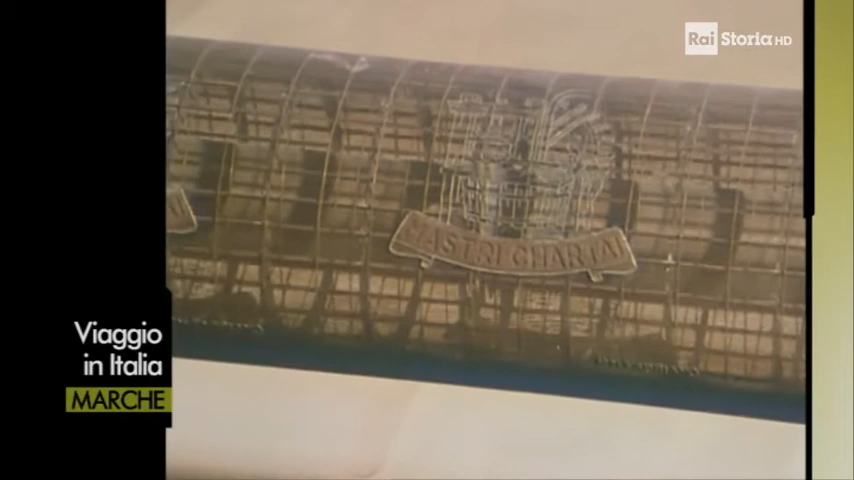 Rai Storia HD
MASTRI CHARTAI
Viaggio
in Italia
MARCHE